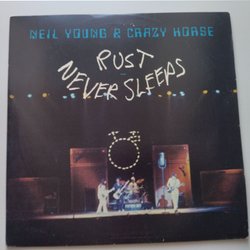 NEIL YOUNG & CRAZY HORSE
RUST
NEVER SLEEPS